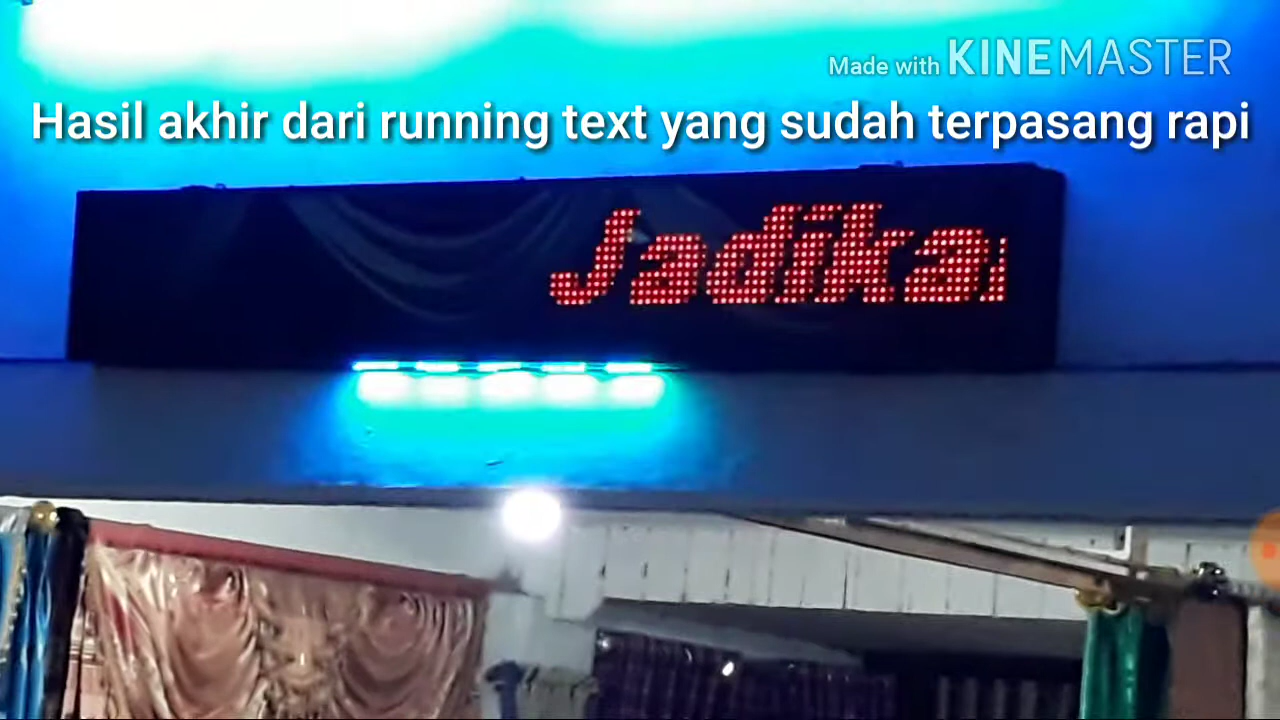 Made with KINEMASTER
Hasil akhir dari running text yang sudah terpasang rapi
Jadika